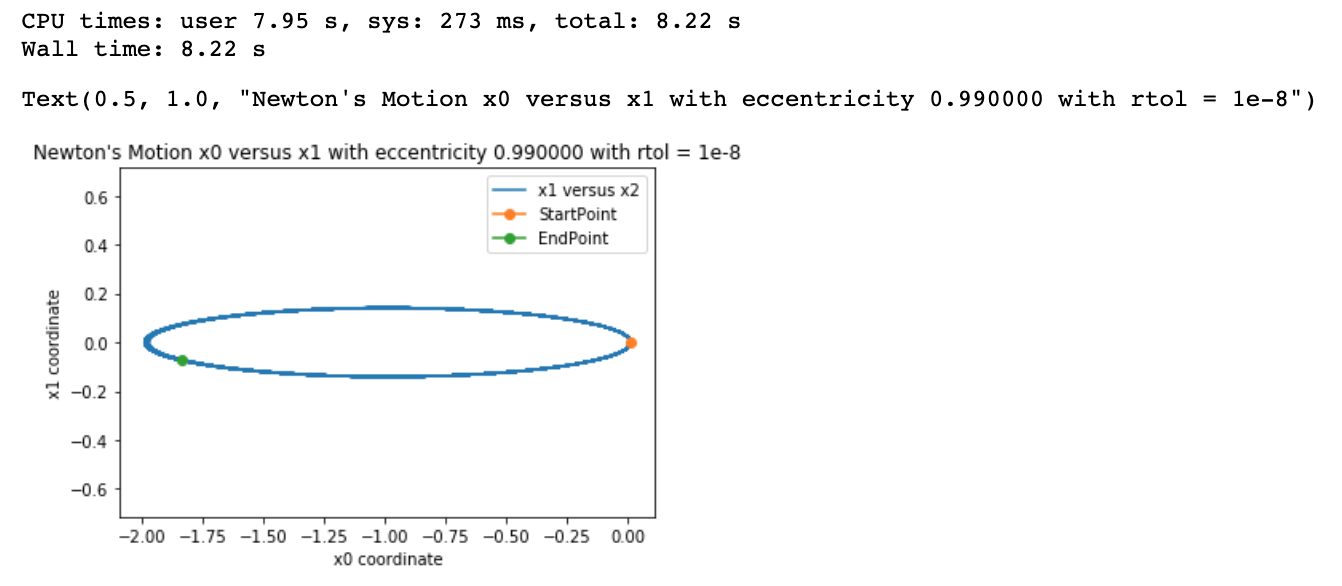 CPU times: user 7.95 s, sys: 273 ms, total: 8.22 s
Wall time: 8.22 s
Text(0.5, 1.0, "Newton's Motion x0 versus x1 with eccentricity 0.990000 with rtol = 1e-8")
Newton's Motion x0 versus x1 with eccentricity 0.990000 with rtol = 1e-8
x1 versus x2
StartPoint
EndPoint
x1 coordinate
0.6
0.4
0.2
0.0
−0.2
−0.4
−0.6
−2.00 −1.75 −1.50 −1.25 −1.00 −0.75 −0.50 −0.25 0.00
x0 coordinate